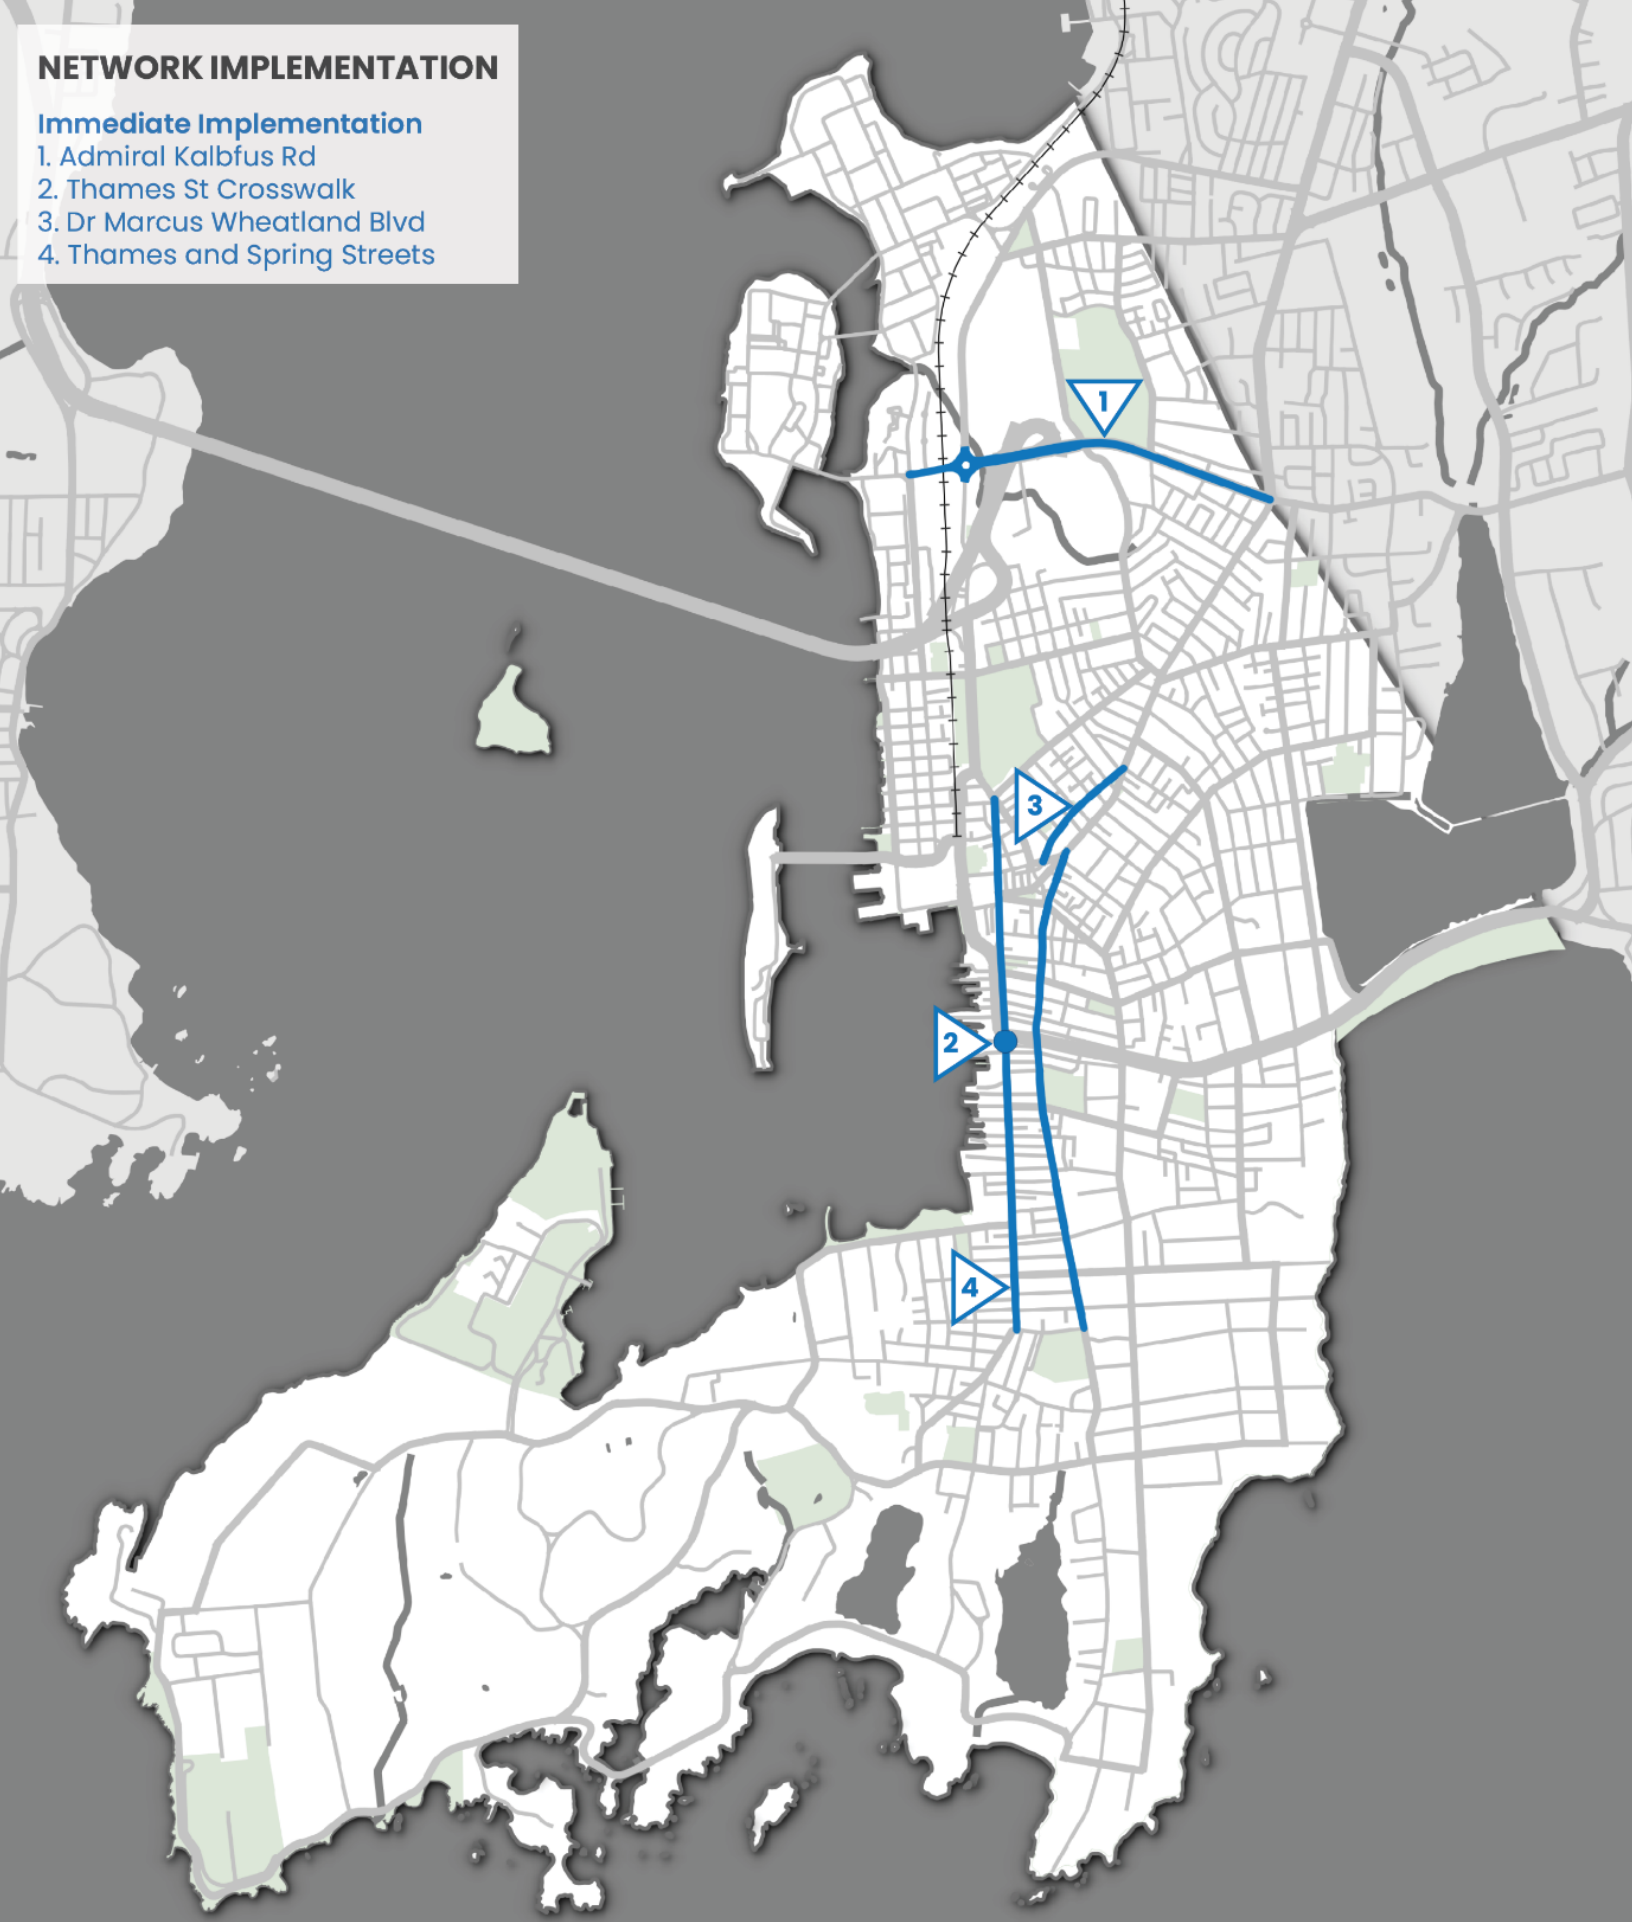 NETWORK IMPLEMENTATION
Immediate Implementation
1. Admiral Kalbfus Rd
2. Thames St Crosswalk
3. Dr Marcus Wheatland Blvd
4. Thames and Spring Streets
1
3
2
4